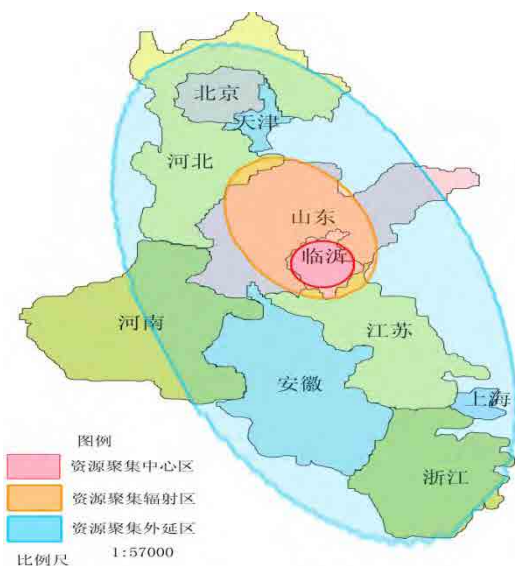 北京
天津
河北
山东
临沂
河南
江苏
安徽
上海
浙江
图例
资源聚集中心区
资源聚集辐射区
资源聚集外延区
比例尺 1:57000